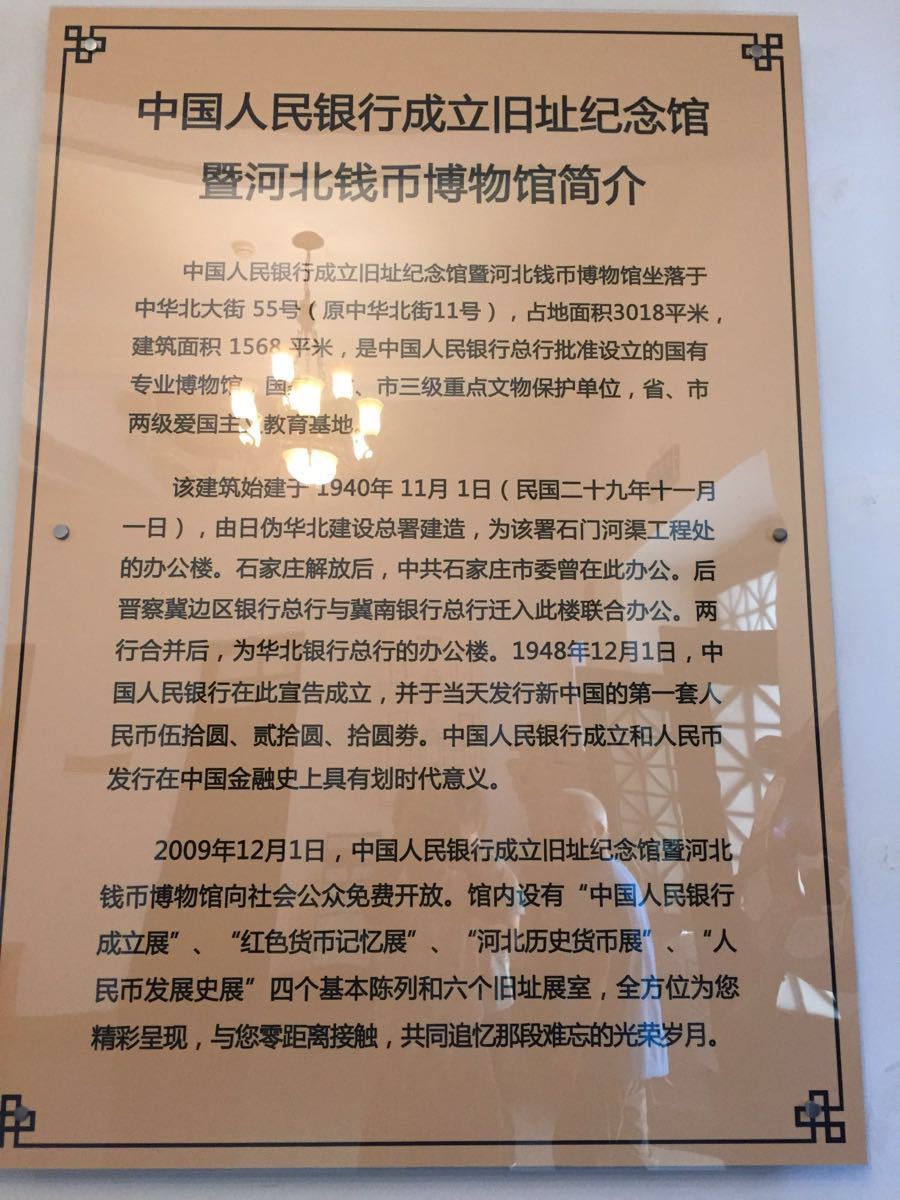 中国人民银行成立旧址纪念馆
暨河北钱币博物馆简介
中国人民银行成立旧址纪念馆暨河北钱币博物馆坐落于
中华北大街 55号（原中华北街11号），占地面积3018平米，
建筑面积 1568 平米，是中国人民银行总行批准设立的国有
专业博物馆、国、市三级重点文物保护单位，省、市
两级爱国主义教育基地。
该建筑始建于 1940年 11月 1日（民国二十九年十一月
一日），由日伪华北建设总署建造，为该署石门河渠工程处
的办公楼。石家庄解放后，中共石家庄市委曾在此办公。后
晋察冀边区银行总行与冀南银行总行迁入此楼联合办公。两
行合并后，为华北银行总行的办公楼。1948年12月1日，中
国人民银行在此宣告成立，并于当天发行新中国的第一套人
民币伍拾圆、贰拾圆、拾圆劵。中国人民银行成立和人民币
发行在中国金融史上具有划时代意义。
2009年12月1日，中国人民银行成立旧址纪念馆暨河北
钱币博物馆向社会公众免费开放。馆内设有“中国人民银行
成立展”、“红色货币记忆展”、“河北历史货币展”、“人
民币发展史展”四个基本陈列和六个旧址展室，全方位为您
精彩呈现，与您零距离接触，共同追忆那段难忘的光荣岁月。